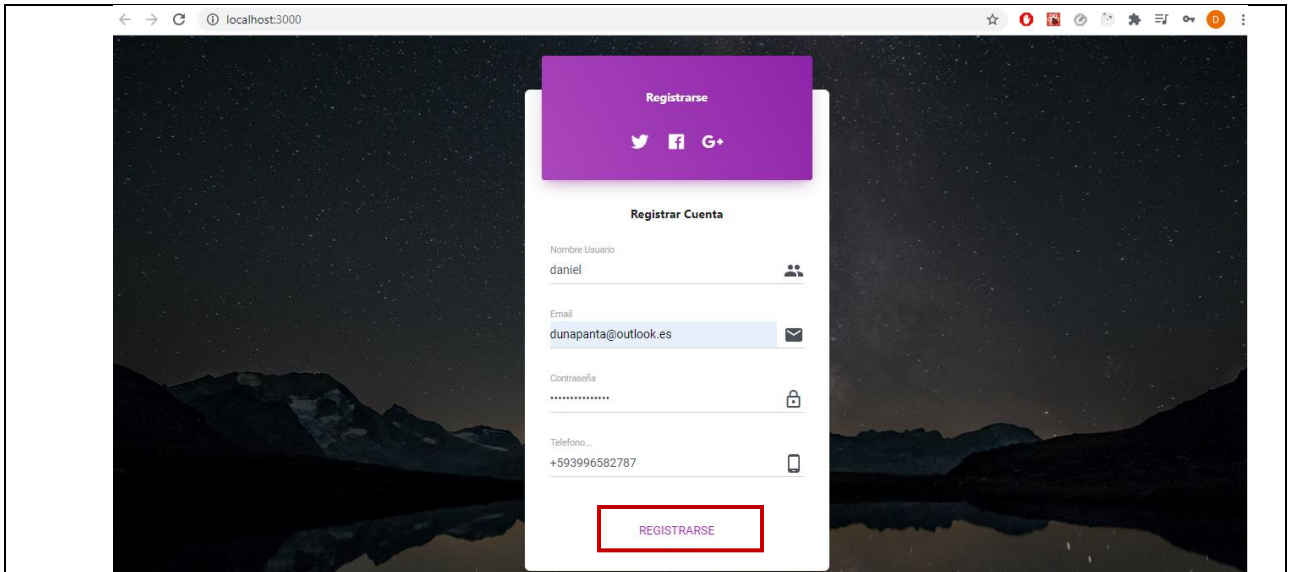 localhost:3000
D
Registrarse
G+
Registrar Cuenta
Nombre Usuario
daniel
Email
dunapanta@outlook.es
Contraseña
•••••••••••••••
Telefono...
+593996582787
REGISTRARSE